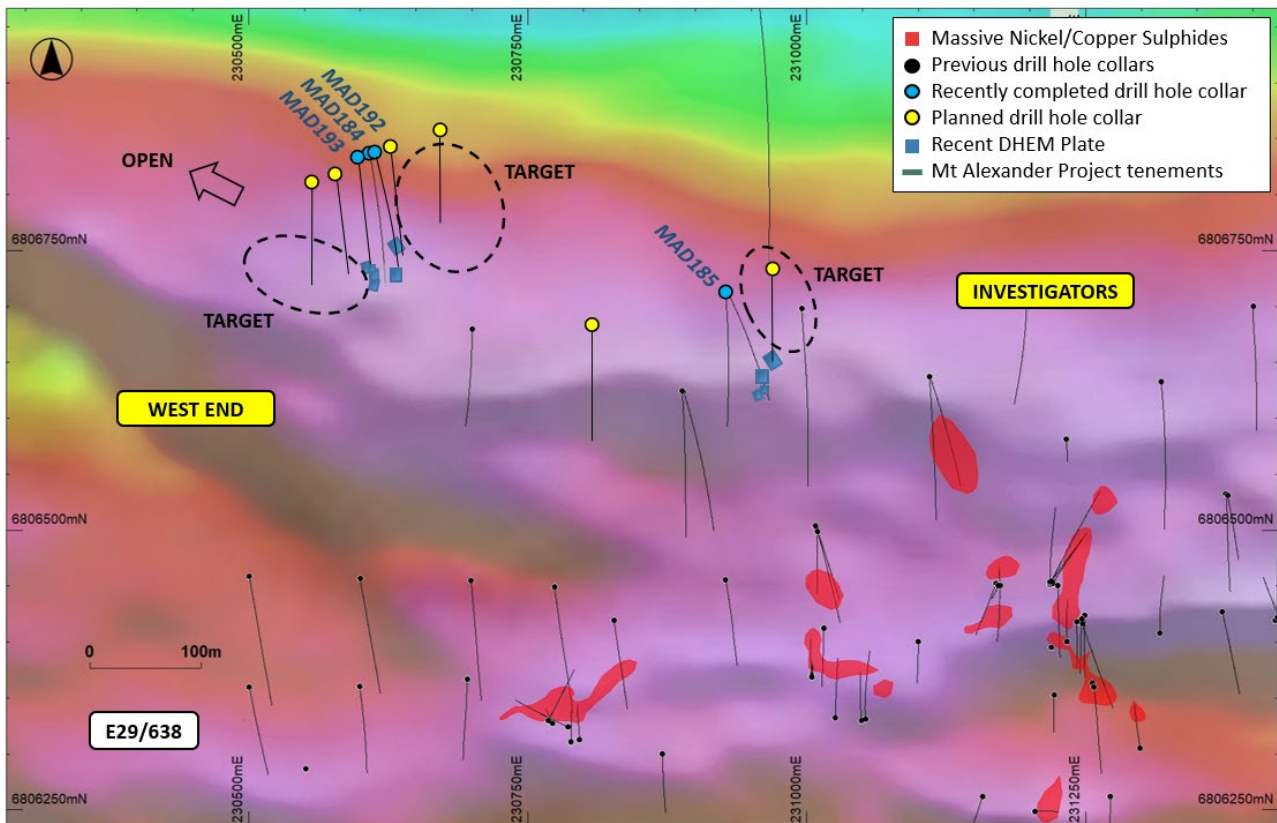 230500mE
230750mE
231000mE
Massive Nickel/Copper Sulphides
Previous drill hole collars
Recently completed drill hole collar
Planned drill hole collar
Recent DHEM Plate
Mt Alexander Project tenements
MAD192
MAD184
MAD193
OPEN
TARGET
6806750mN
6806750mN
MAD185
TARGET
INVESTIGATORS
TARGET
WEST END
6806500mN
6806500mN
0 100m
E29/638
6806250mN
6806250mN
230500mE
230750mE
231000mE
231250mE